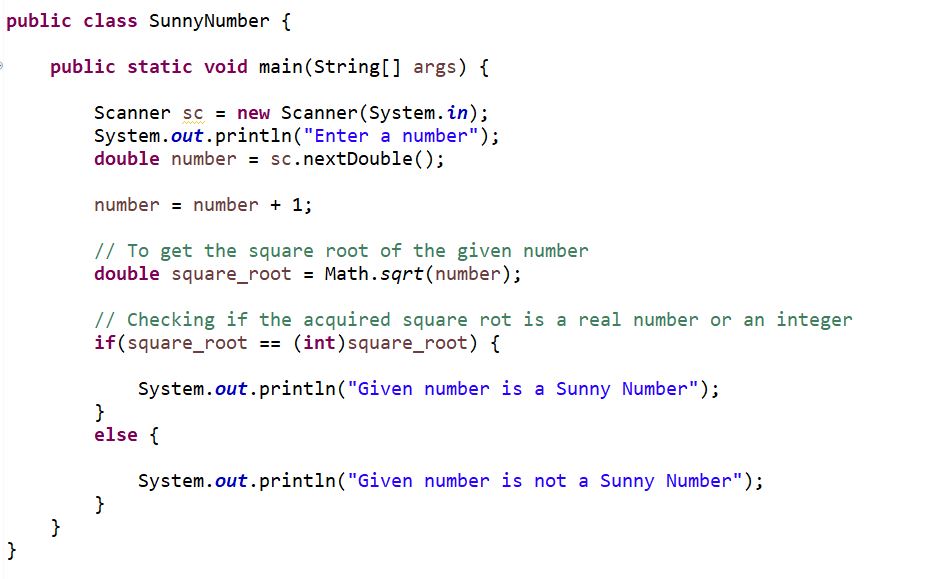 public class SunnyNumber {
public static void main(String[] args) {
Scanner sc = new Scanner(System.in);
System.out.println("Enter a number");
double number = sc.nextDouble();
number = number + 1;
// To get the square root of the given number
double square_root = Math.sqrt(number);
// Checking if the acquired square rot is a real number or an integer
if(square_root == (int)square_root) {
System.out.println("Given number is a Sunny Number");
}
else {
System.out.println("Given number is not a Sunny Number");
}
}
}